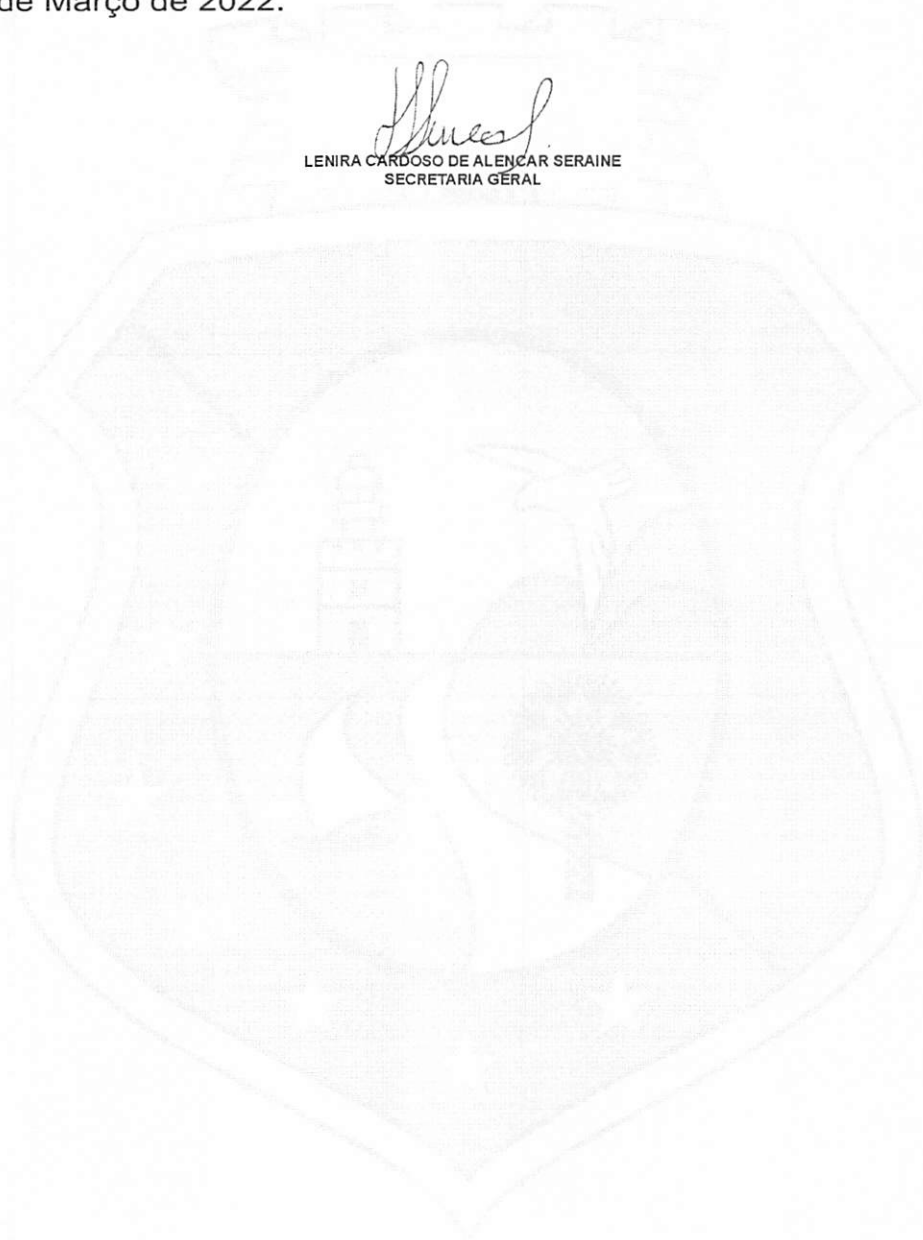 de Março de 2022.
LENIRA CARDOSO DE ALENCAR SERAINE
SECRETARIA GERAL